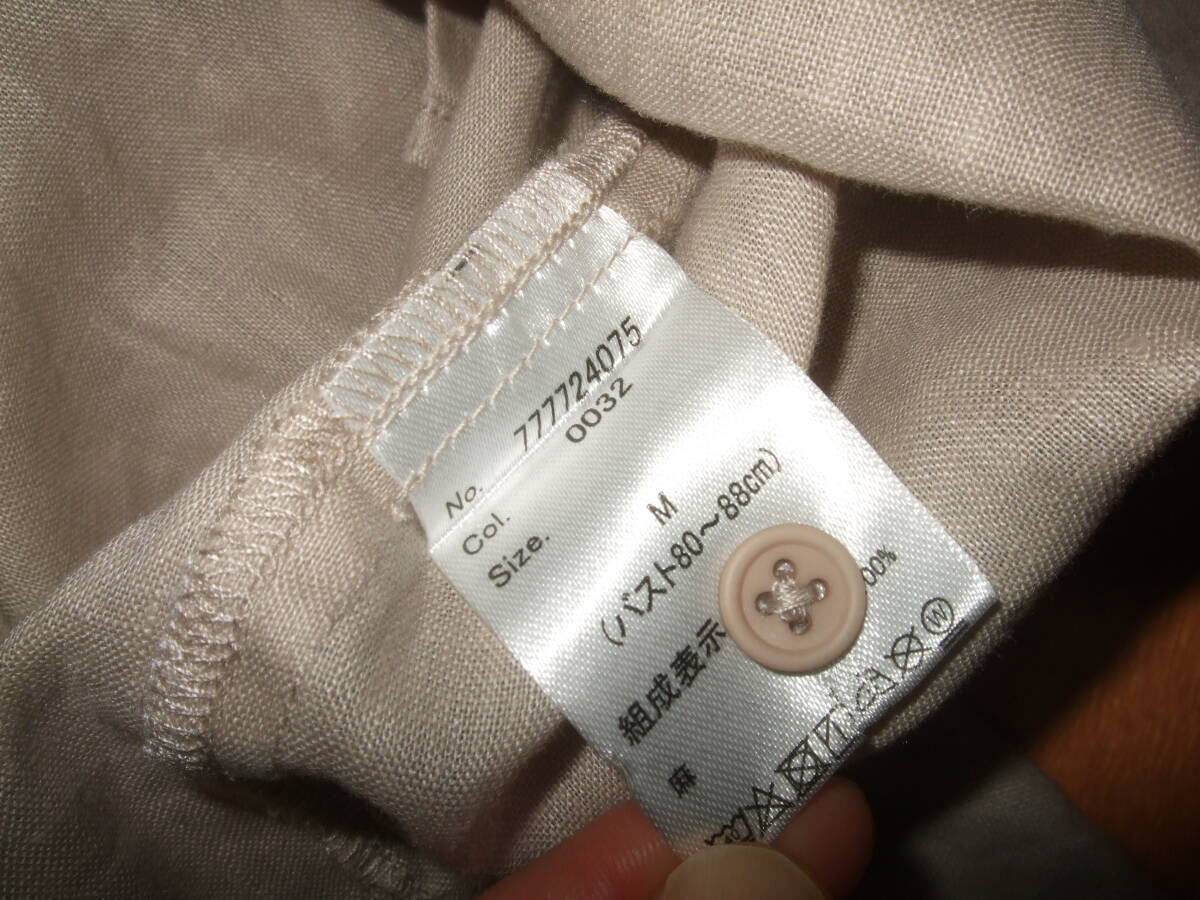 No. 777724075
Col. 0032
Size. M
(バスト80～88cm)
組成表示
麻 00%
W